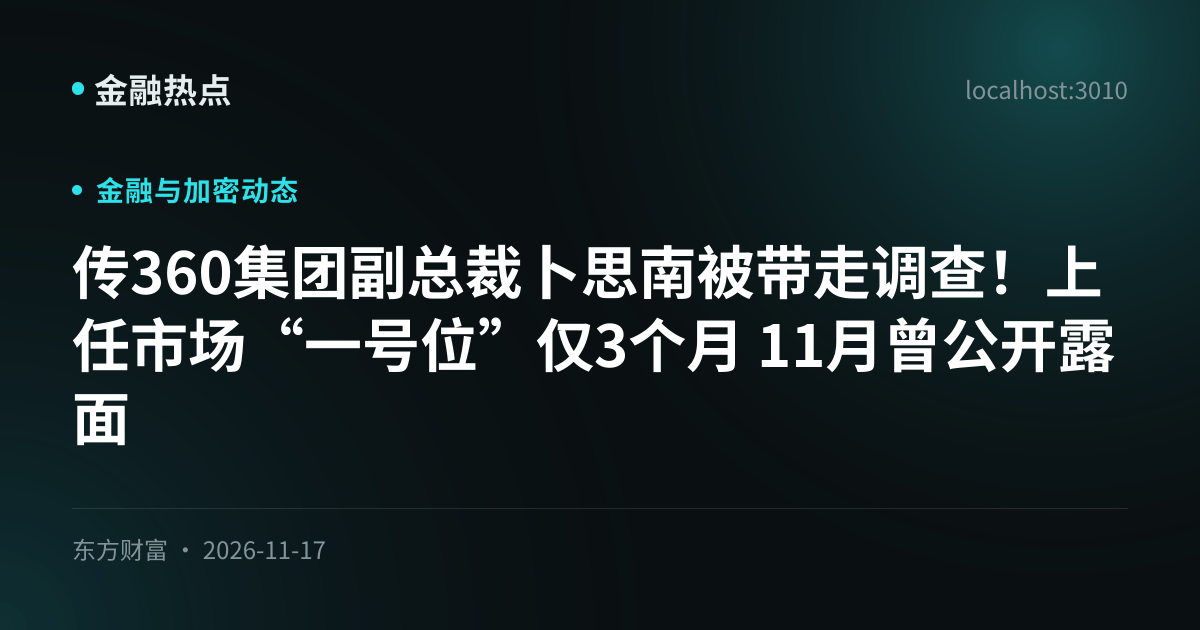 金融热点
localhost:3010
金融与加密动态
传360集团副总裁卜思南被带走调查！上
任市场“一号位”仅3个月 11月曾公开露
面
东方财富 · 2026-11-17